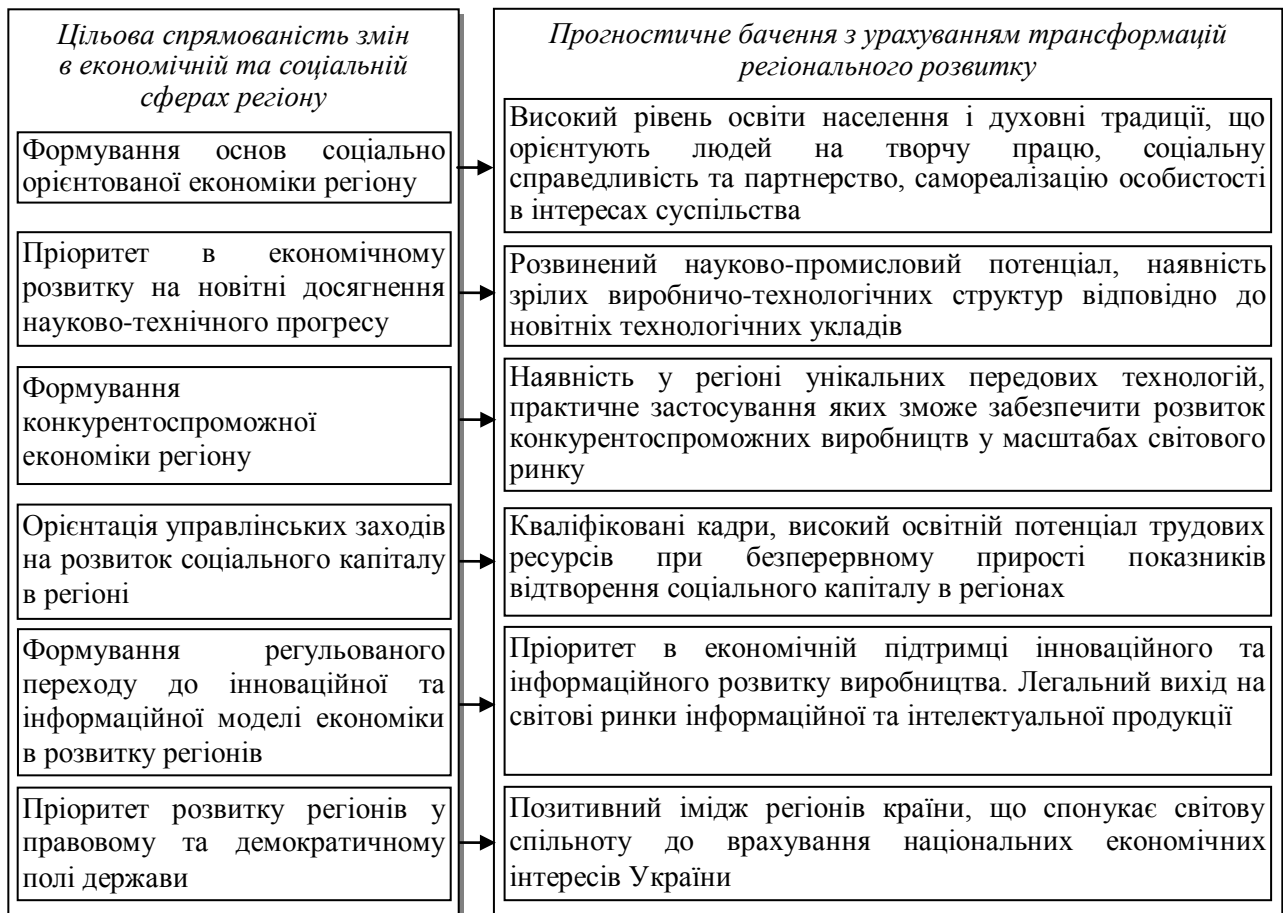 Цільова спрямованість змін
в економічній та соціальній
сферах регіону
Формування основ соціально
орієнтованої економіки регіону
Пріоритет в економічному
розвитку на новітні досягнення
науково-технічного прогресу
Формування
конкурентоспроможної
економіки регіону
Орієнтація управлінських заходів
на розвиток соціального капіталу
в регіоні
Формування регульованого
переходу до інноваційної та
інформаційної моделі економіки
в розвитку регіонів
Пріоритет розвитку регіонів у
правовому та демократичному
полі держави
Прогностичне бачення з урахуванням трансформацій
регіонального розвитку
Високий рівень освіти населення і духовні традиції, що
орієнтують людей на творчу працю, соціальну
справедливість та партнерство, самореалізацію особистості
в інтересах суспільства
Розвинений науково-промисловий потенціал, наявність
зрілих виробничо-технологічних структур відповідно до
новітніх технологічних укладів
Наявність у регіоні унікальних передових технологій,
практичне застосування яких зможе забезпечити розвиток
конкурентоспроможних виробництв у масштабах світового
ринку
Кваліфіковані кадри, високий освітній потенціал трудових
ресурсів при безперервному прирості показників
відтворення соціального капіталу в регіонах
Пріоритет в економічній підтримці інноваційного та
інформаційного розвитку виробництва. Легальний вихід на
світові ринки інформаційної та інтелектуальної продукції
Позитивний імідж регіонів країни, що спонукає світову
спільноту до врахування національних економічних
інтересів України